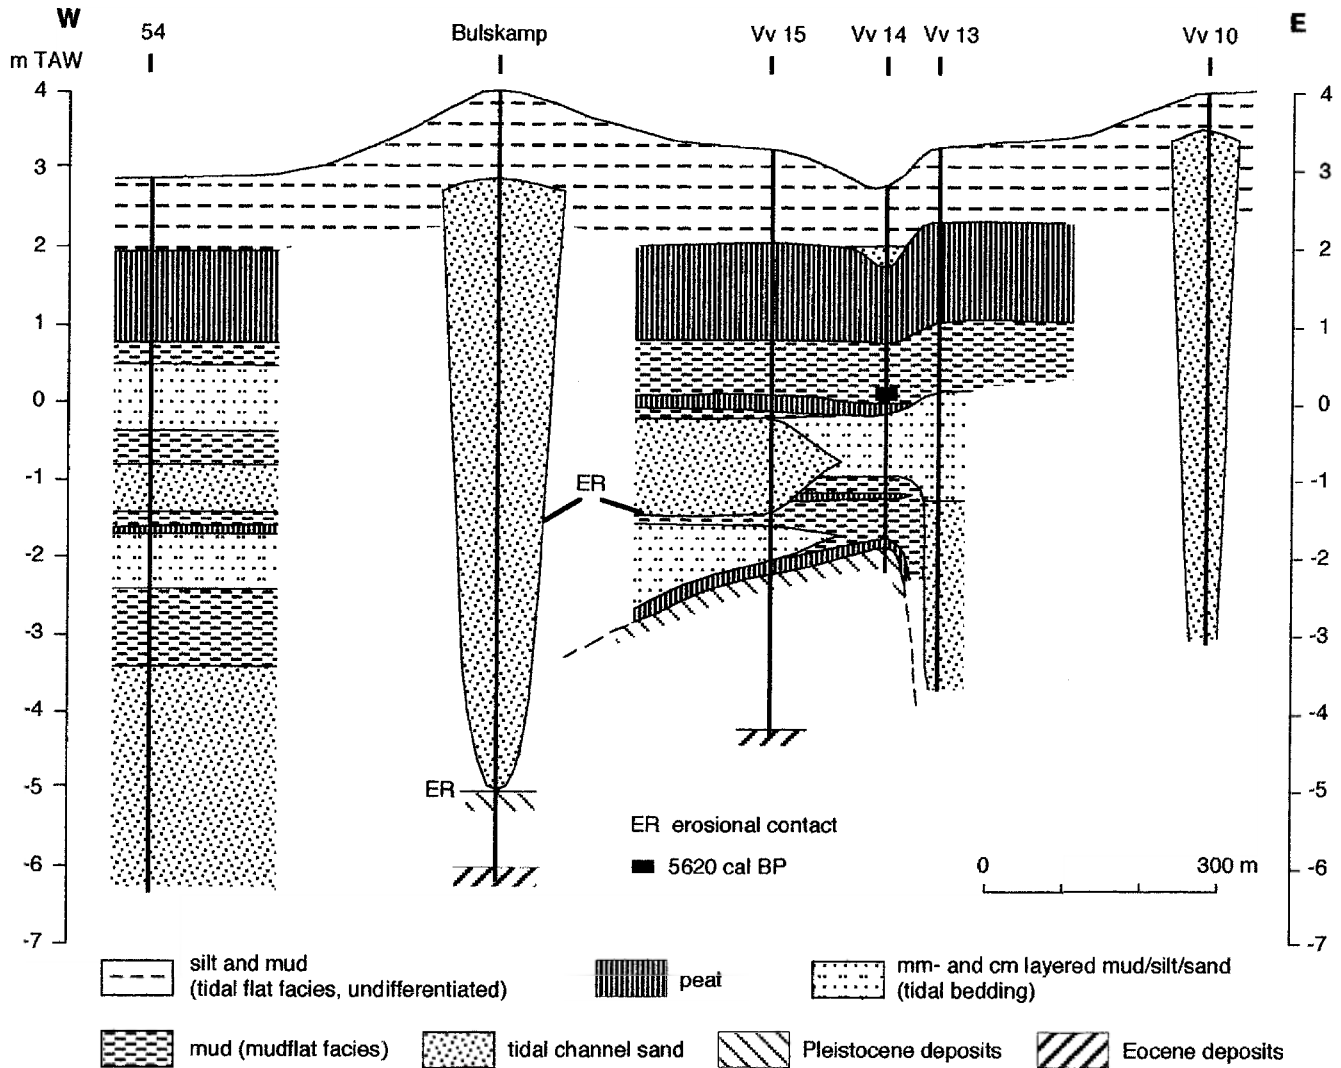 W
E
54
Bulskamp
Vv 15
Vv 14
Vv 13
Vv 10
m TAW
4
3
2
1
0
-1
-2
-3
-4
-5
-6
-7
4
3
2
1
0
-1
-2
-3
-4
-5
-6
-7
ER
ER
ER erosional contact
5620 cal BP
0 300 m
silt and mud
(tidal flat facies, undifferentiated)
peat
mm- and cm layered mud/silt/sand
(tidal bedding)
mud (mudflat facies)
tidal channel sand
Pleistocene deposits
Eocene deposits